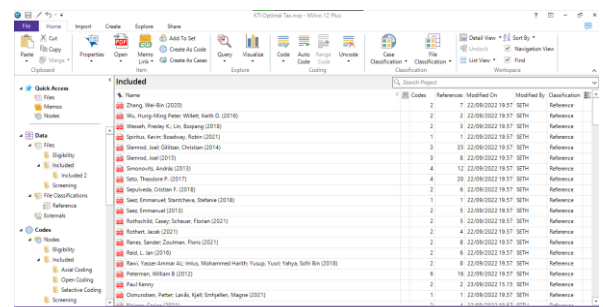 KTI-Optimal Tax.nvp - NVivo 12 Plus
File Home Import Create Explore Share
Paste Cut Copy Merge Clipboard
Properties Open Memo Link Add To Set Create As Code Create As Cases Item
Query Visualize Explore
Code Auto Code Range Code Uncode Coding
Case Classification File Classification Classification
Detail View Sort By Undock Navigation View List View Find Workspace
Quick Access
Files
Memos
Nodes
Data
Files
Eligibility
Included
Included 2
Screening
File Classifications
Reference
Externals
Codes
Nodes
Eligibility
Included
Axial Coding
Open Coding
Selective Coding
Screening
Included
Search Project
Name Codes References Modified On Modified By Classification
Zhang, Wei-Bin (2020) 2 7 22/09/2022 19.57 SETH Reference
Wu, Hung-Ming Peter; Willett, Keith D. (2016) 2 2 22/09/2022 19.57 SETH Reference
Wesseh, Presley K.; Lin, Boqiang (2018) 2 3 22/09/2022 19.57 SETH Reference
Spiritus, Kevin; Boadway, Robin (2021) 1 1 22/09/2022 19.57 SETH Reference
Slemrod, Joel; Gillitzer, Christian (2014) 3 35 22/09/2022 19.57 SETH Reference
Slemrod, Joel (2013) 3 8 22/09/2022 19.57 SETH Reference
Simonovits, András (2013) 4 12 22/09/2022 19.57 SETH Reference
Seto, Theodore P. (2017) 4 20 22/09/2022 19.57 SETH Reference
Sepulveda, Cristian F. (2018) 2 6 22/09/2022 19.57 SETH Reference
Saez, Emmanuel; Stantcheva, Stefanie (2018) 1 1 22/09/2022 19.57 SETH Reference
Saez, Emmanuel (2013) 2 5 22/09/2022 19.57 SETH Reference
Rothschild, Casey; Scheuer, Florian (2021) 2 2 22/09/2022 19.57 SETH Reference
Rothert, Jacek (2021) 2 4 22/09/2022 19.57 SETH Reference
Renes, Sander; Zoutman, Floris (2021) 2 8 22/09/2022 19.57 SETH Reference
Reid, L. Jan (2016) 2 6 22/09/2022 19.57 SETH Reference
Rawi, Yasser Ammar AL; Imtus, Mohammed Harith; Yusup, Yusri; Yahya, Sofri Bin (2018) 2 8 22/09/2022 19.57 SETH Reference
Peterman, William B (2012) 6 16 22/09/2022 19.57 SETH Reference
Paul Kenny 2 2 23/09/2022 15.15 SETH Reference
Osmundsen, Petter; Løvås, Kjell; Emhjellen, Magne (2021) 1 1 22/09/2022 19.57 SETH Reference